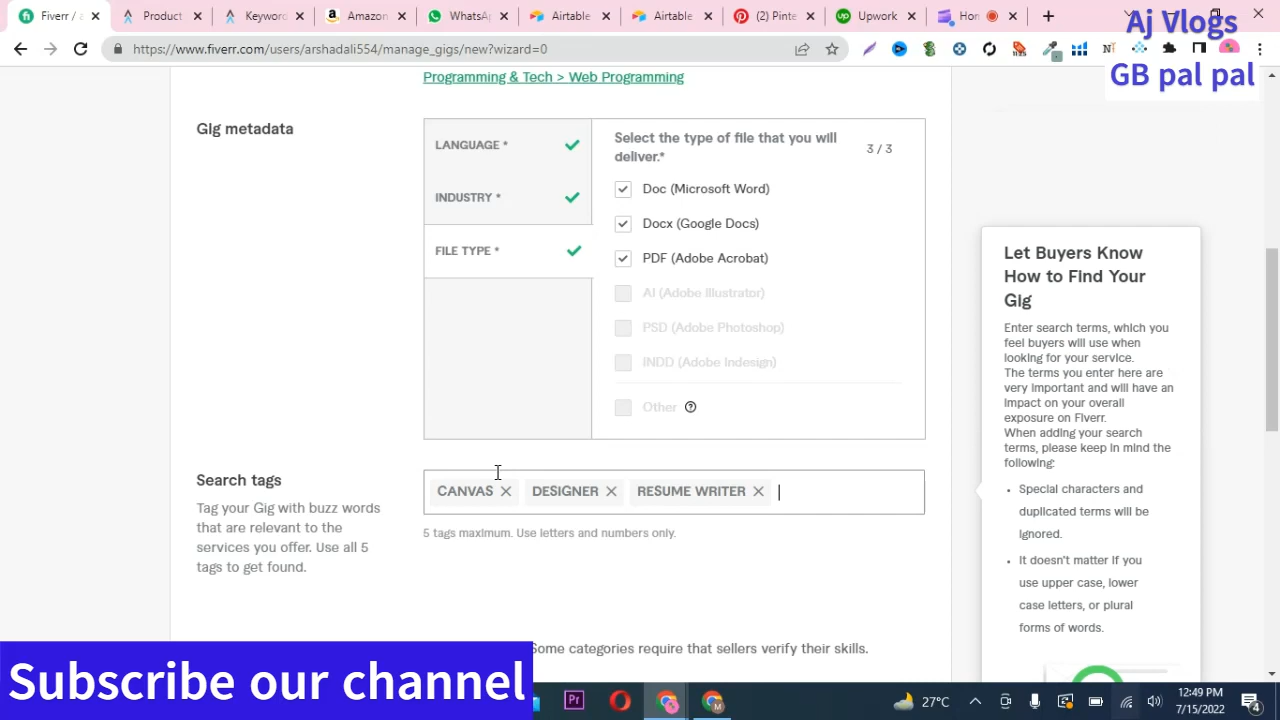 Fiverr /
Product
Keyword
Amazon
WhatsA
Airtable
Airtable
(2) Pinte
Upwork
Hon
Aj Vlogs
https://www.fiverr.com/users/arshadali554/manage_gigs/new?wizard=0
GB pal pal
Programming & Tech > Web Programming
Gig metadata
LANGUAGE *
INDUSTRY *
FILE TYPE *
Select the type of file that you will
deliver.*
3 / 3
Doc (Microsoft Word)
Docx (Google Docs)
PDF (Adobe Acrobat)
AI (Adobe Illustrator)
PSD (Adobe Photoshop)
INDD (Adobe Indesign)
Other
Let Buyers Know
How to Find Your
Gig
Enter search terms, which you
feel buyers will use when
looking for your service.
The terms you enter here are
very important and will have an
impact on your overall
exposure on Fiverr.
When adding your search
terms, please keep in mind the
following:
• Special characters and
duplicated terms will be
ignored.
• It doesn't matter if you
use upper case, lower
case letters, or plural
forms of words.
Search tags
Tag your Gig with buzz words
that are relevant to the
services you offer. Use all 5
tags to get found.
CANVAS
DESIGNER
RESUME WRITER
5 tags maximum. Use letters and numbers only.
Some categories require that sellers verify their skills.
Subscribe our channel
Pr
27°C
12:49 PM
7/15/2022
4